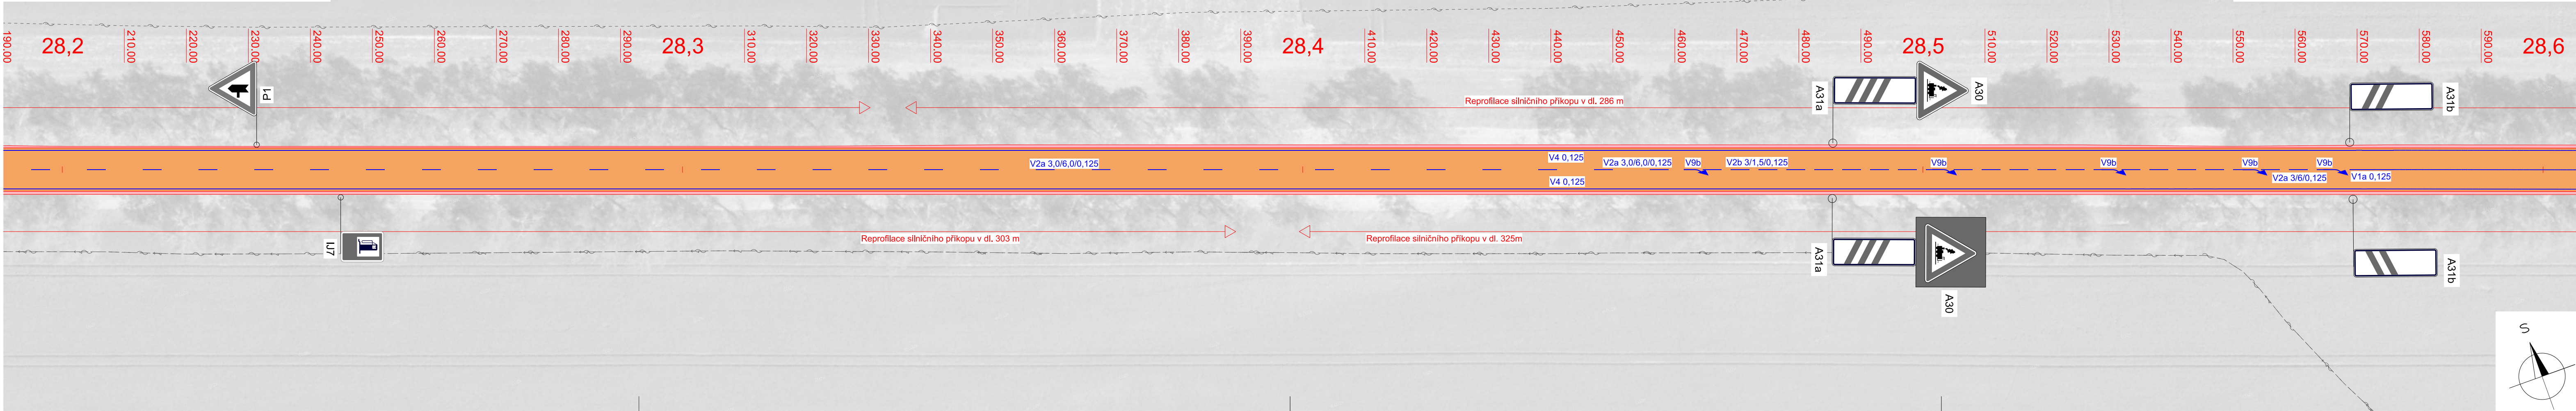 190.00
28,2
210.00
220.00
230.00
240.00
250.00
260.00
270.00
280.00
290.00
28,3
310.00
320.00
330.00
340.00
350.00
360.00
370.00
380.00
390.00
28,4
410.00
420.00
430.00
440.00
450.00
460.00
470.00
480.00
490.00
28,5
510.00
520.00
530.00
540.00
550.00
560.00
570.00
580.00
590.00
28,6
P1
A31a
A30
A31b
Reprofilace silničního příkopu v dl. 286 m
V2a 3,0/6,0/0,125
V4 0,125
V2a 3,0/6,0/0,125
V9b
V2b 3/1,5/0,125
V9b
V9b
V9b
V9b
V4 0,125
V2a 3/6/0,125
V1a 0,125
IJ7
Reprofilace silničního příkopu v dl. 303 m
Reprofilace silničního příkopu v dl. 325m
A31a
A30
A31b
S